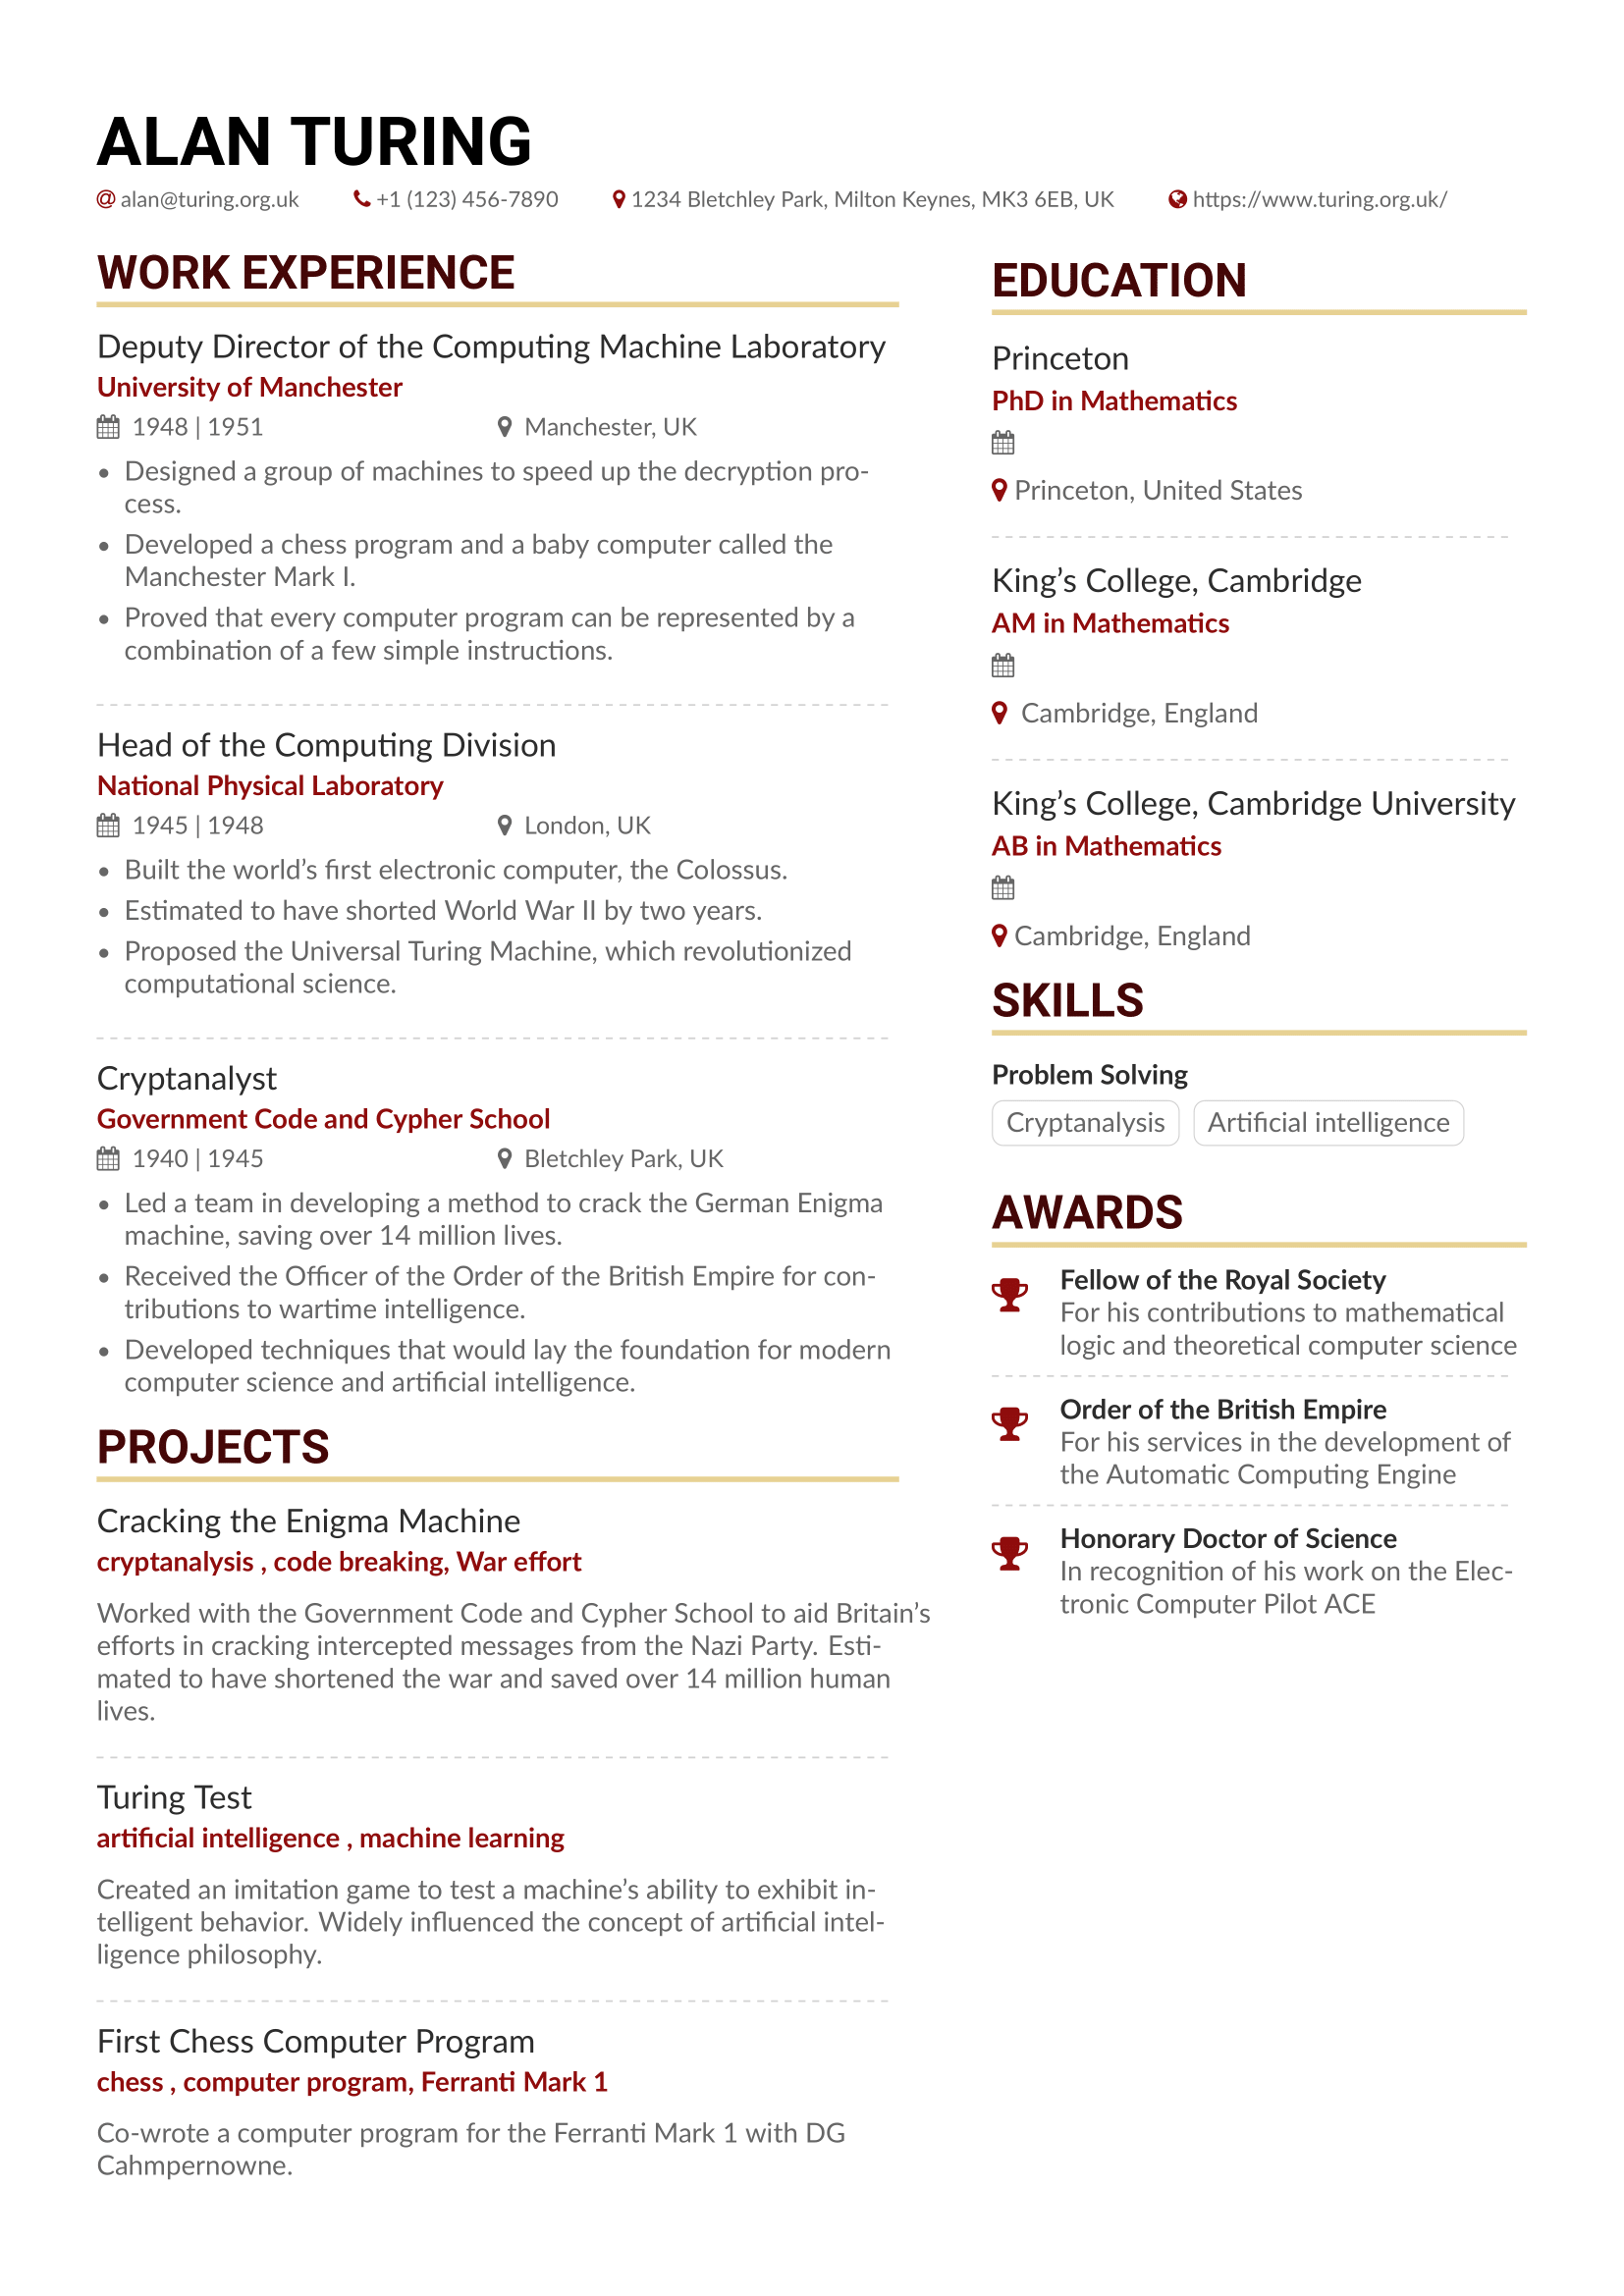 ALAN TURING
alan@turing.org.uk +1 (123) 456-7890 1234 Bletchley Park, Milton Keynes, MK3 6EB, UK https://www.turing.org.uk/
WORK EXPERIENCE
Deputy Director of the Computing Machine Laboratory
University of Manchester
1948 | 1951 Manchester, UK
• Designed a group of machines to speed up the decryption pro-
cess.
• Developed a chess program and a baby computer called the
Manchester Mark I.
• Proved that every computer program can be represented by a
combination of a few simple instructions.
Head of the Computing Division
National Physical Laboratory
1945 | 1948 London, UK
• Built the world's first electronic computer, the Colossus.
• Estimated to have shorted World War II by two years.
• Proposed the Universal Turing Machine, which revolutionized
computational science.
Cryptanalyst
Government Code and Cypher School
1940 | 1945 Bletchley Park, UK
• Led a team in developing a method to crack the German Enigma
machine, saving over 14 million lives.
• Received the Officer of the Order of the British Empire for con-
tributions to wartime intelligence.
• Developed techniques that would lay the foundation for modern
computer science and artificial intelligence.
PROJECTS
Cracking the Enigma Machine
cryptanalysis , code breaking, War effort
Worked with the Government Code and Cypher School to aid Britain's
efforts in cracking intercepted messages from the Nazi Party. Esti-
mated to have shortened the war and saved over 14 million human
lives.
Turing Test
artificial intelligence , machine learning
Created an imitation game to test a machine's ability to exhibit in-
telligent behavior. Widely influenced the concept of artificial intel-
ligence philosophy.
First Chess Computer Program
chess , computer program, Ferranti Mark 1
Co-wrote a computer program for the Ferranti Mark 1 with DG
Cahmpernowne.
EDUCATION
Princeton
PhD in Mathematics
Princeton, United States
King's College, Cambridge
AM in Mathematics
Cambridge, England
King's College, Cambridge University
AB in Mathematics
Cambridge, England
SKILLS
Problem Solving
Cryptanalysis Artificial intelligence
AWARDS
Fellow of the Royal Society
For his contributions to mathematical
logic and theoretical computer science
Order of the British Empire
For his services in the development of
the Automatic Computing Engine
Honorary Doctor of Science
In recognition of his work on the Elec-
tronic Computer Pilot ACE